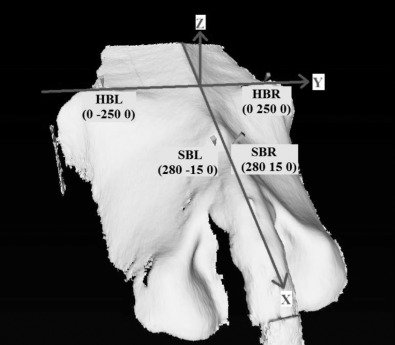 Z
Y
HBL
(0 -250 0)
HBR
(0 250 0)
SBL
(280 -15 0)
SBR
(280 15 0)
X